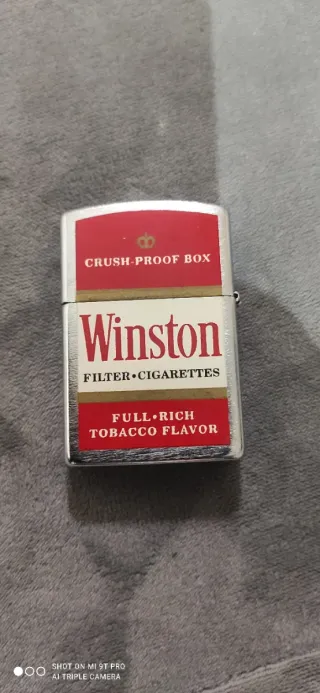 CRUSH-PROOF BOX
Winston
FILTER•CIGARETTES
FULL•RICH
TOBACCO FLAVOR
SHOT ON MI 9T PRO
AI TRIPLE CAMERA